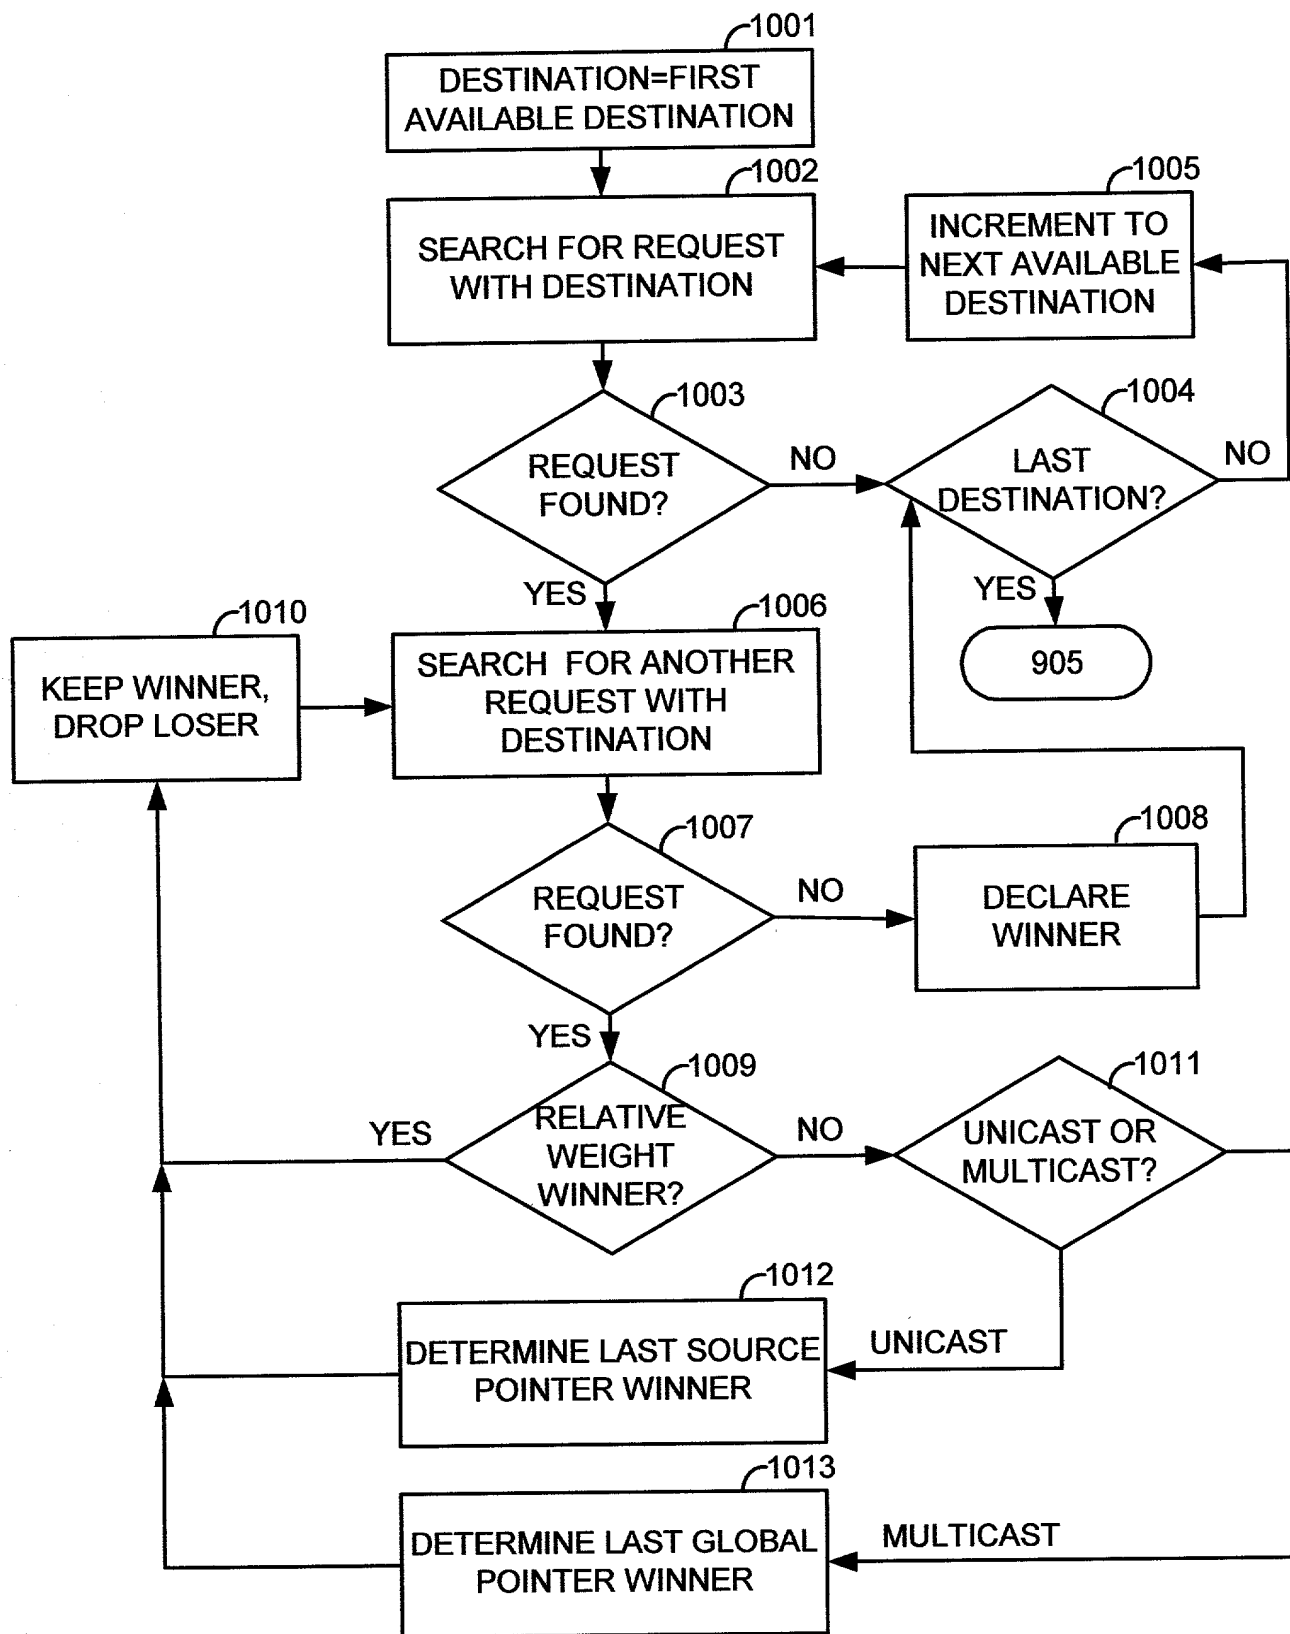 1001
DESTINATION=FIRST
AVAILABLE DESTINATION
1002
SEARCH FOR REQUEST
WITH DESTINATION
1005
INCREMENT TO
NEXT AVAILABLE
DESTINATION
1003
REQUEST
FOUND?
NO
1004
LAST
DESTINATION?
NO
YES
YES
905
1010
KEEP WINNER,
DROP LOSER
1006
SEARCH FOR ANOTHER
REQUEST WITH
DESTINATION
1007
REQUEST
FOUND?
NO
1008
DECLARE
WINNER
YES
1009
RELATIVE
WEIGHT
WINNER?
YES
NO
1011
UNICAST OR
MULTICAST?
1012
DETERMINE LAST SOURCE
POINTER WINNER
UNICAST
1013
DETERMINE LAST GLOBAL
POINTER WINNER
MULTICAST